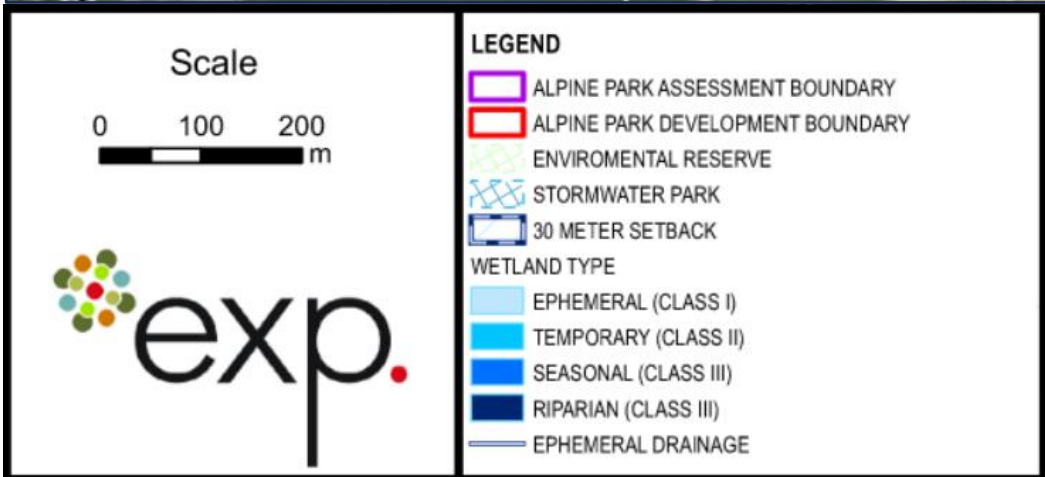 Scale
0 100 200
m
exp.
LEGEND
ALPINE PARK ASSESSMENT BOUNDARY
ALPINE PARK DEVELOPMENT BOUNDARY
ENVIROMENTAL RESERVE
STORMWATER PARK
30 METER SETBACK
WETLAND TYPE
EPHEMERAL (CLASS I)
TEMPORARY (CLASS II)
SEASONAL (CLASS III)
RIPARIAN (CLASS III)
EPHEMERAL DRAINAGE